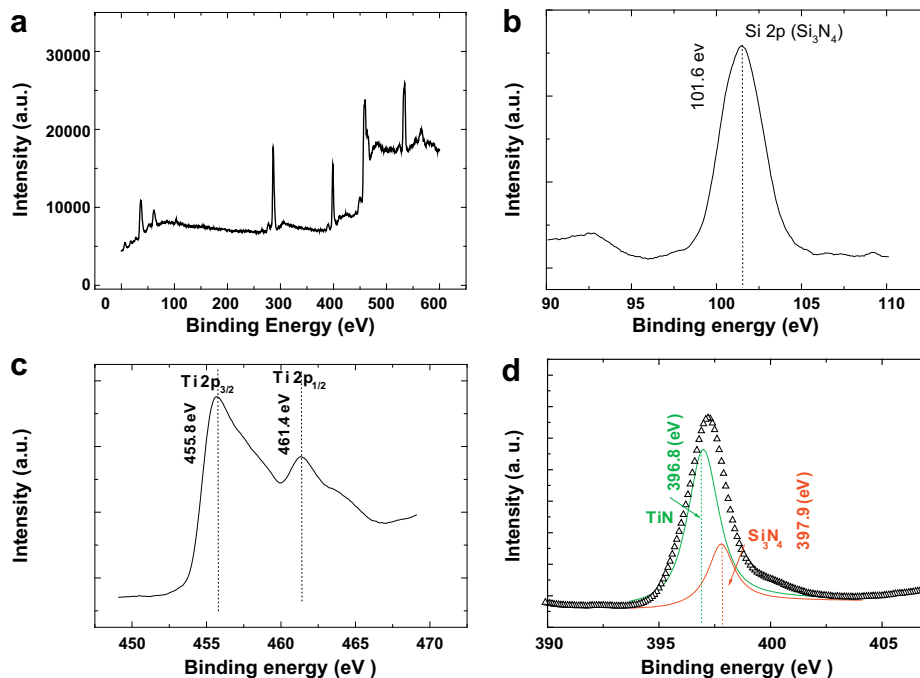 a
30000
20000
10000
0
Intensity (a.u.)
0 100 200 300 400 500 600
Binding Energy (eV)
b
Si 2p (Si₃N₄)
101.6 ev
Intensity (a.u.)
90 95 100 105 110
Binding Energy (eV)
c
Ti 2p₃/₂
Ti 2p₁/₂
455.8 eV
461.4 eV
Intensity (a.u.)
450 455 460 465 470
Binding energy (eV )
d
396.8 (eV)
TiN
SiN₄
3
397.9 (eV)
Intensity (a. u.)
390 395 400 405
Binding energy (eV )